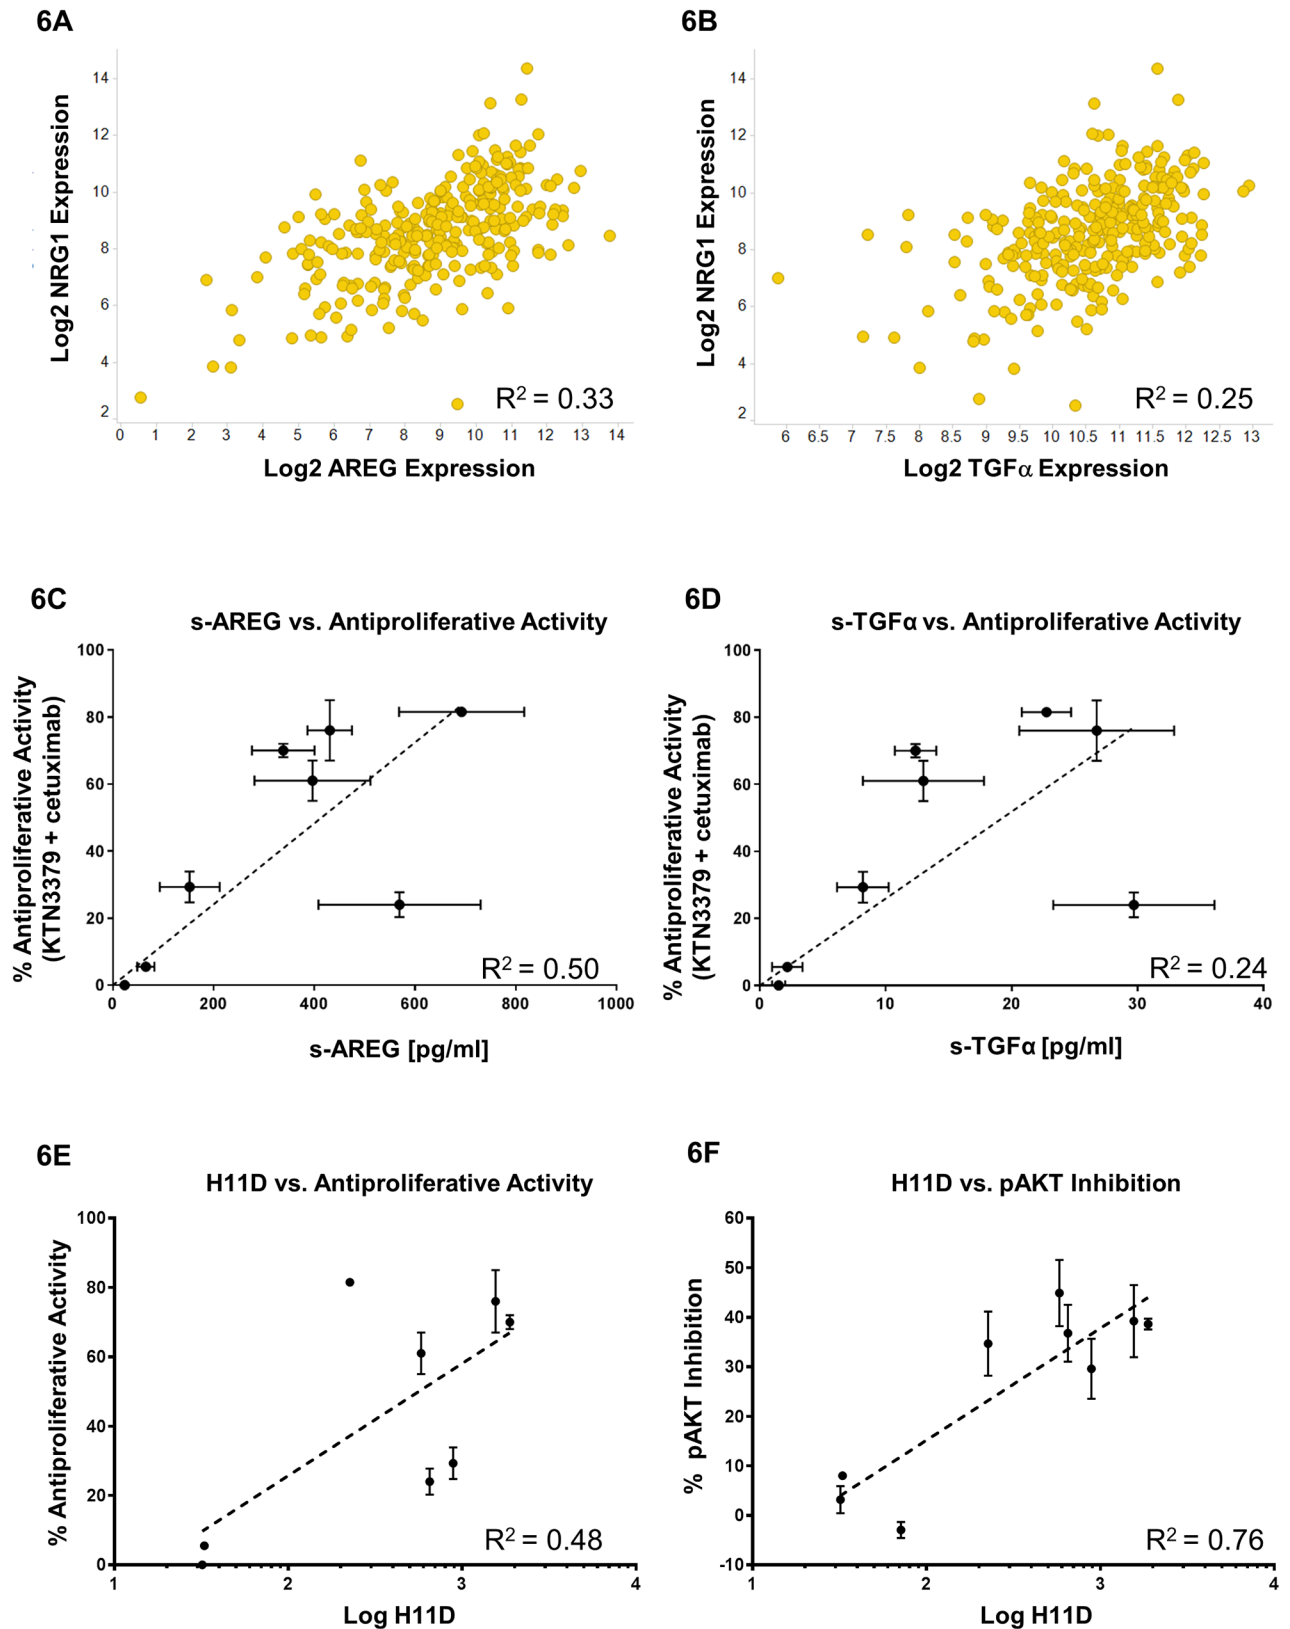 6A
Log2 NRG1 Expression
14
12
10
8
6
4
2
R² = 0.33
0 1 2 3 4 5 6 7 8 9 10 11 12 13 14
Log2 AREG Expression
6B
Log2 NRG1 Expression
14
12
10
8
6
4
2
R² = 0.25
6 6.5 7 7.5 8 8.5 9 9.5 10 10.5 11 11.5 12 12.5 13
Log2 TGFα Expression
6C
s-AREG vs. Antiproliferative Activity
% Antiproliferative Activity
(KTN3379 + cetuximab)
100
80
60
40
20
0
R² = 0.50
0 200 400 600 800 1000
s-AREG [pg/ml]
6D
s-TGFα vs. Antiproliferative Activity
% Antiproliferative Activity
(KTN3379 + cetuximab)
100
80
60
40
20
0
R² = 0.24
0 10 20 30 40
s-TGFα [pg/ml]
6E
H11D vs. Antiproliferative Activity
% Antiproliferative Activity
100
80
60
40
20
0
R² = 0.48
1 2 3 4
Log H11D
6F
H11D vs. pAKT Inhibition
% pAKT Inhibition
60
50
40
30
20
10
0
-10
R² = 0.76
1 2 3 4
Log H11D